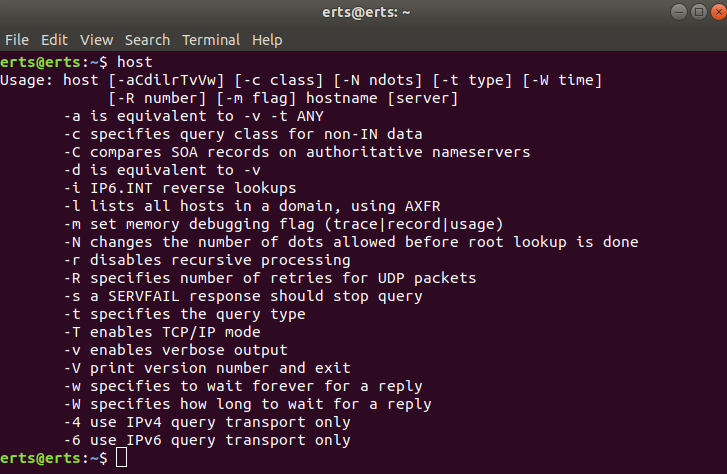 erts@erts: ~
File Edit View Search Terminal Help
erts@erts:~$ host
Usage: host [-aCdilrTvVw] [-c class] [-N ndots] [-t type] [-W time]
            [-R number] [-m flag] hostname [server]
       -a is equivalent to -v -t ANY
       -c specifies query class for non-IN data
       -C compares SOA records on authoritative nameservers
       -d is equivalent to -v
       -i IP6.INT reverse lookups
       -l lists all hosts in a domain, using AXFR
       -m set memory debugging flag (trace|record|usage)
       -N changes the number of dots allowed before root lookup is done
       -r disables recursive processing
       -R specifies number of retries for UDP packets
       -s a SERVFAIL response should stop query
       -t specifies the query type
       -T enables TCP/IP mode
       -v enables verbose output
       -V print version number and exit
       -w specifies to wait forever for a reply
       -W specifies how long to wait for a reply
       -4 use IPv4 query transport only
       -6 use IPv6 query transport only
erts@erts:~$